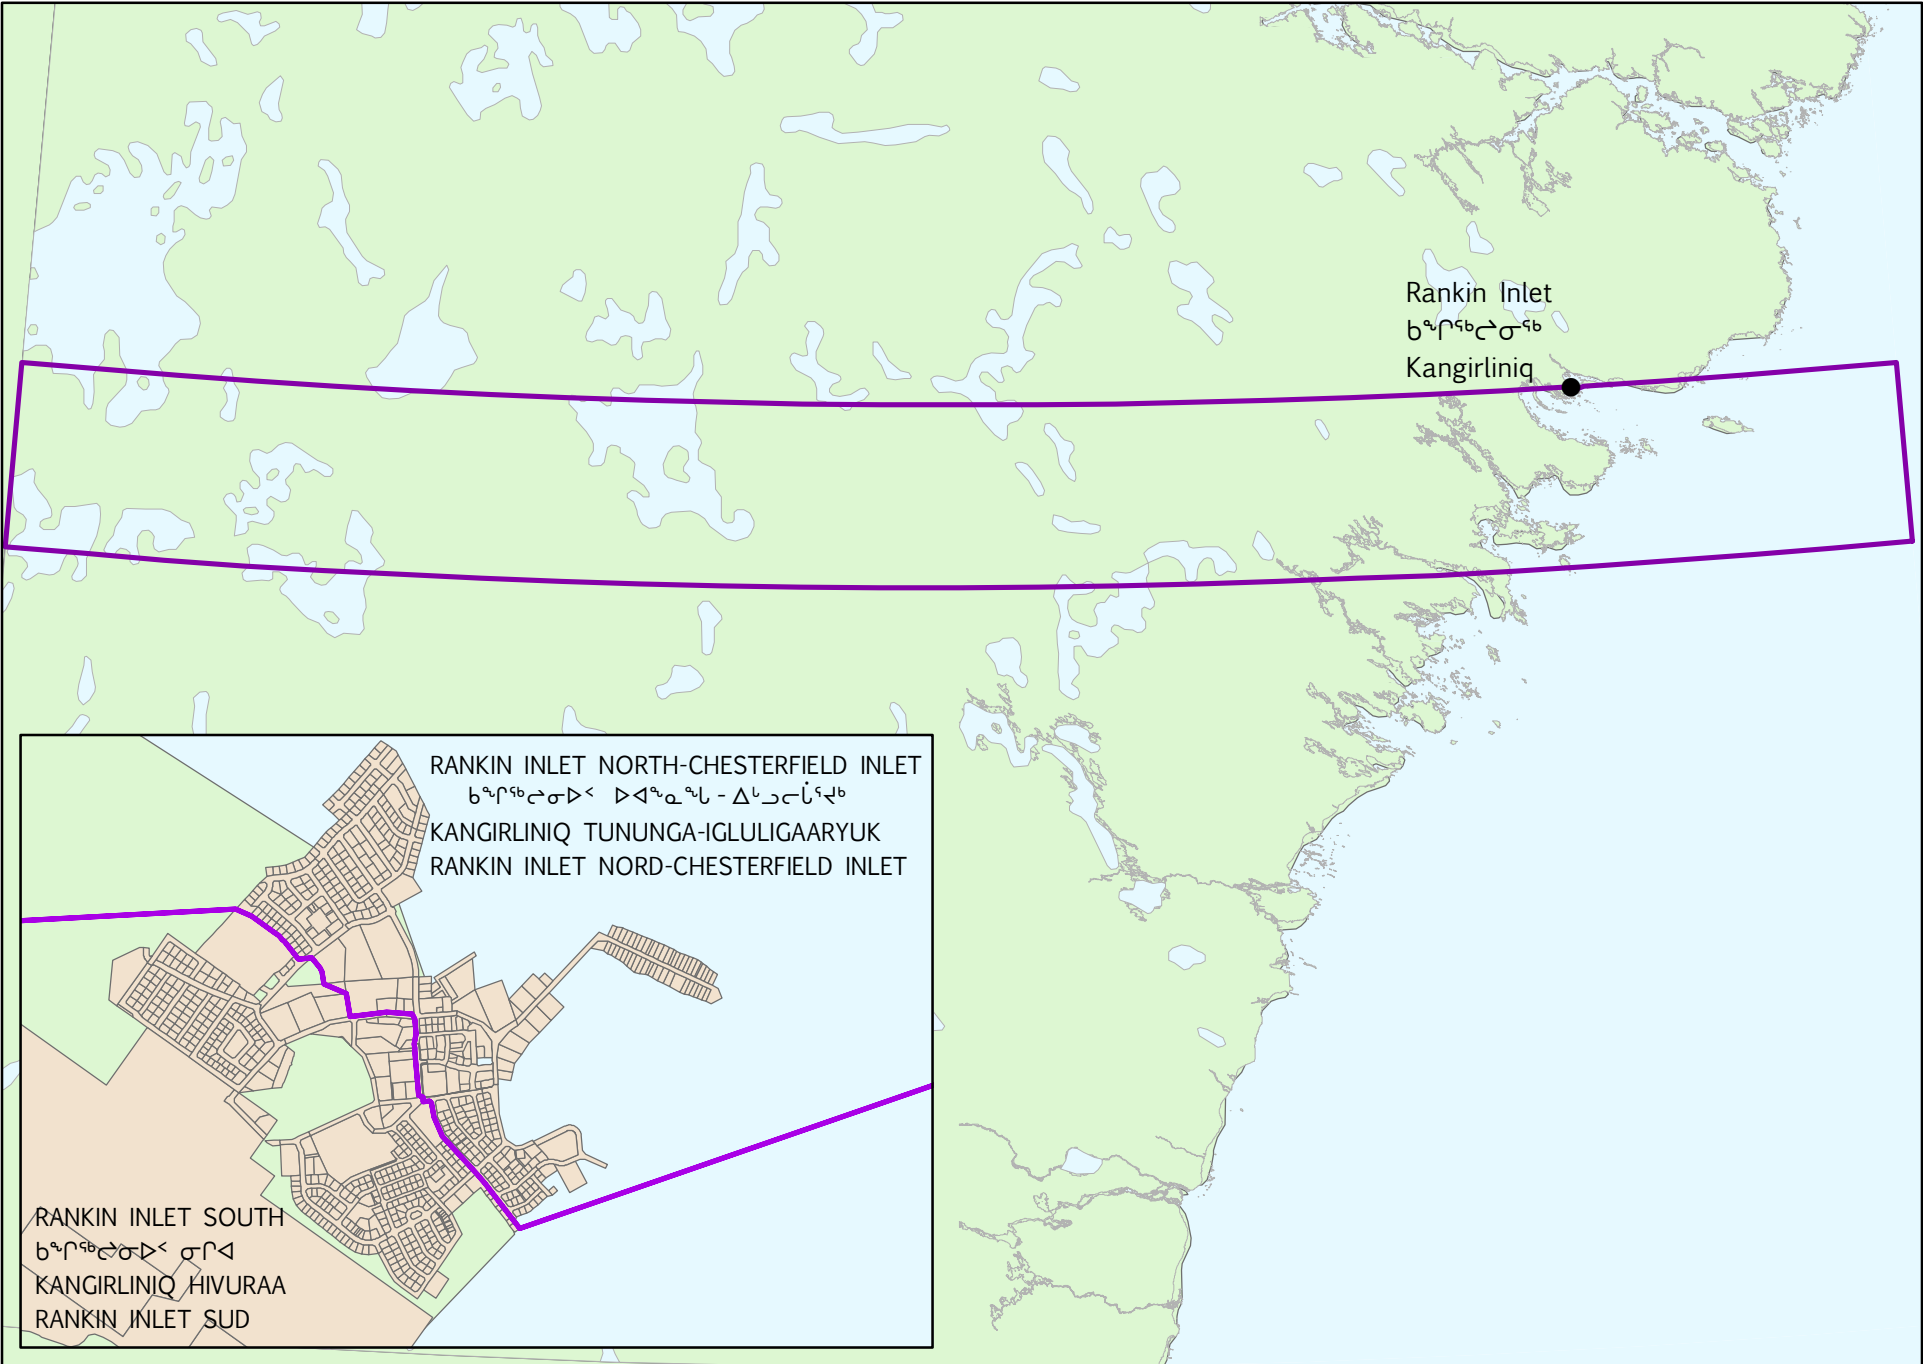 Rankin Inlet
ᑲᖏᖅᖠᓂᖅ
Kangirliniq
RANKIN INLET NORTH-CHESTERFIELD INLET
ᑲᖏᖅᖠᓂᐅᑉ ᐅᐊᖕᓇᖓ - ᐃᒡᓗᓕᒑᕐᔪᒃ
KANGIRLINIQ TUNUNGA-IGLULIGAARYUK
RANKIN INLET NORD-CHESTERFIELD INLET
RANKIN INLET SOUTH
ᑲᖏᖅᖠᓂᐅᑉ ᓂᒋᐊ
KANGIRLINIQ HIVURAA
RANKIN INLET SUD